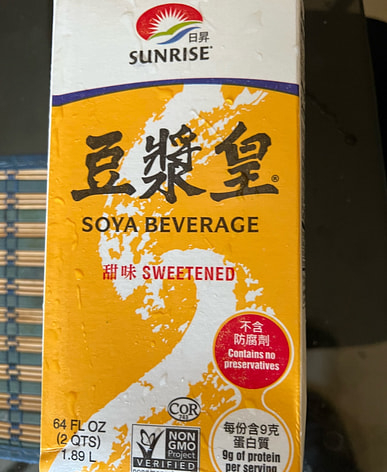 日昇
SUNRISE
豆漿皇®
SOYA BEVERAGE
甜味 SWEETENED
不含
防腐劑
Contains no
preservatives
64 FL OZ
(2 QTS)
1.89 L
COR
NON
GMO
Project
VERIFIED
每份含9克
蛋白質
9g of protein
per serving